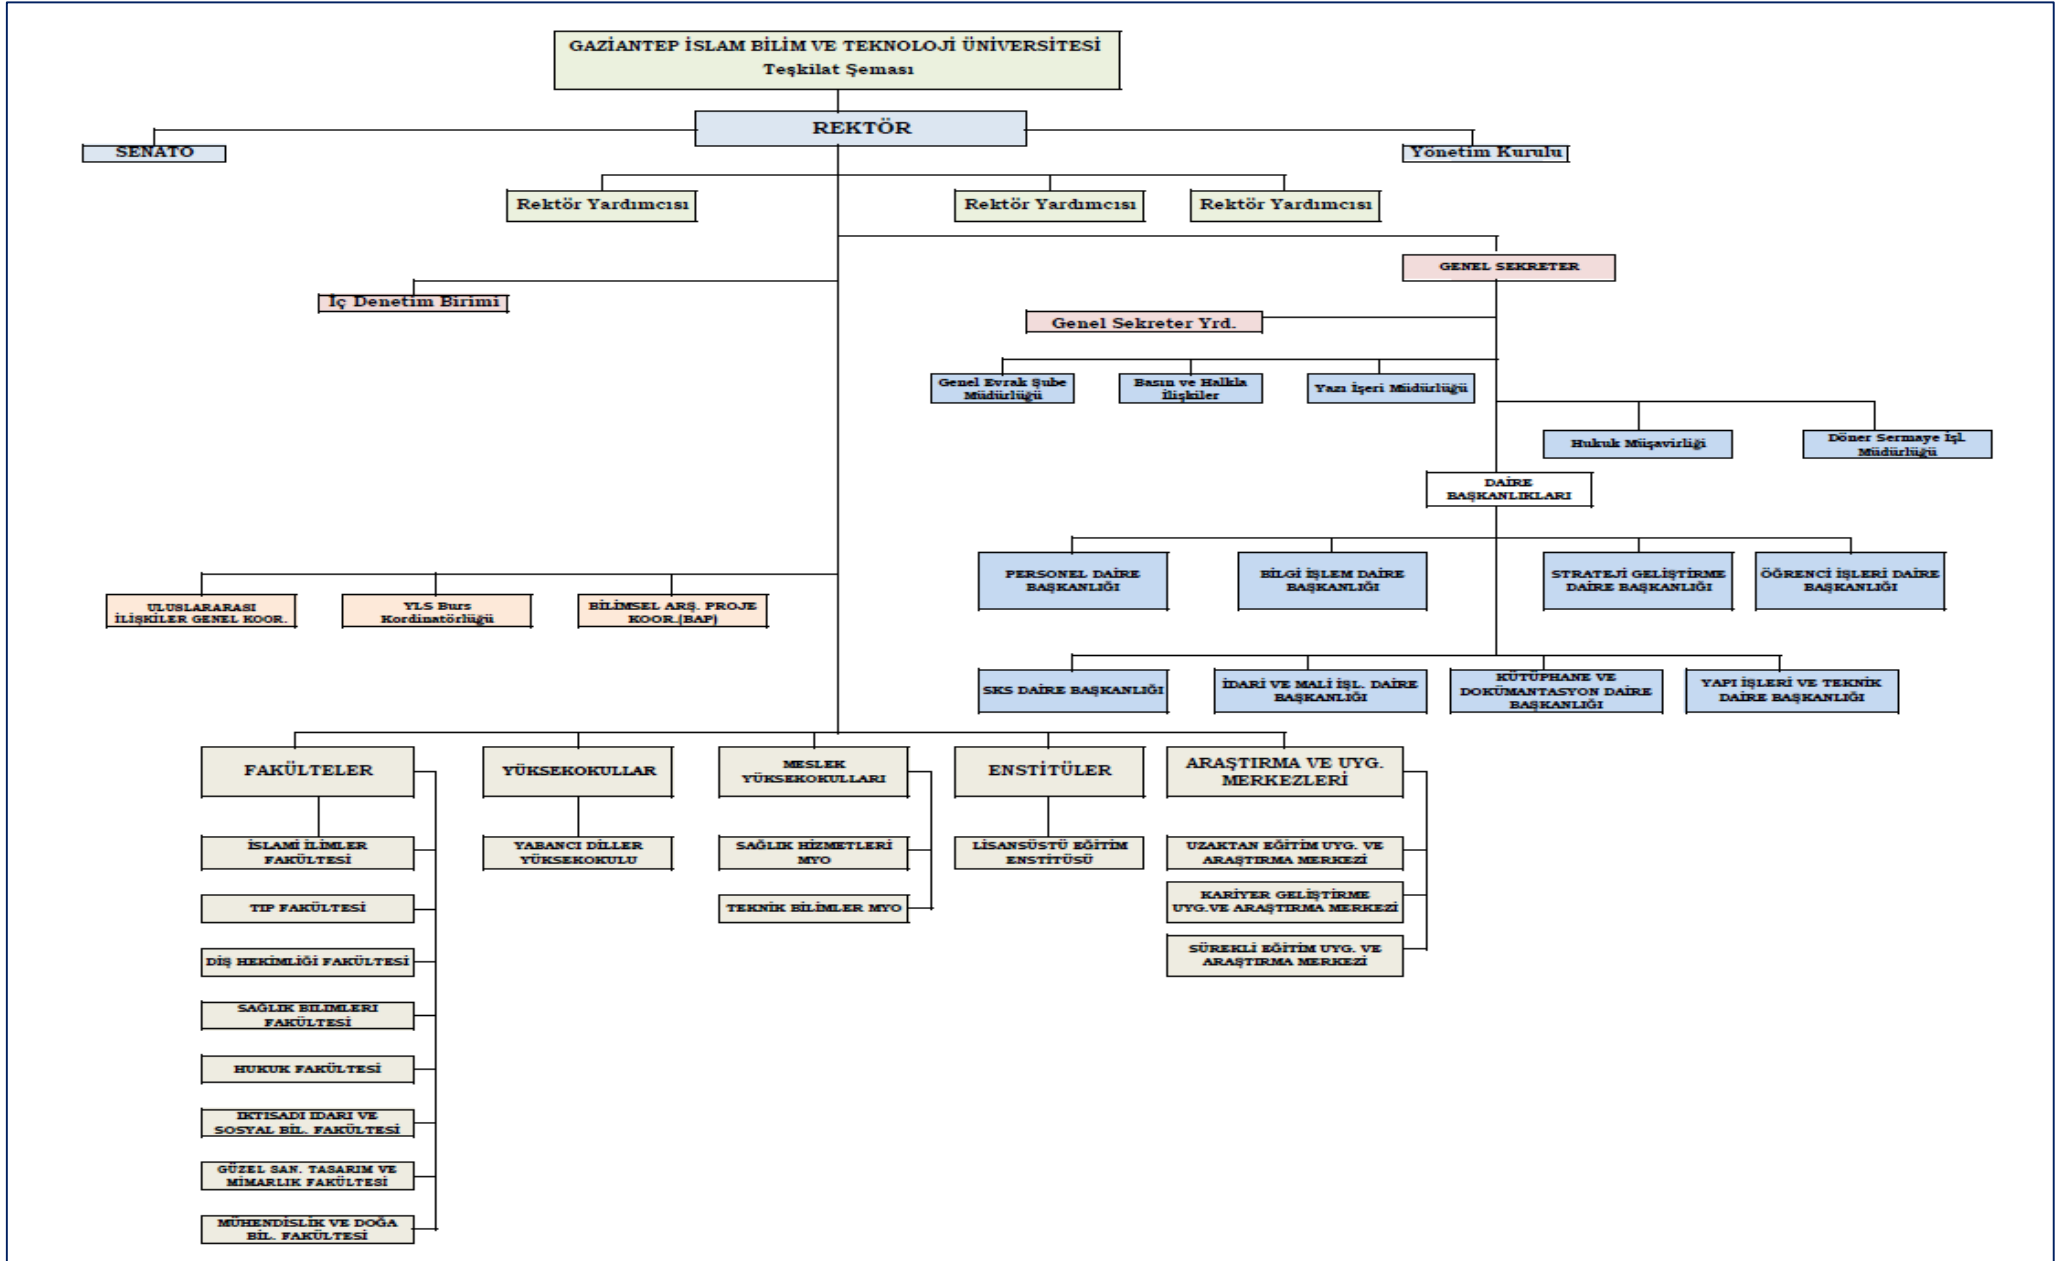 GAZİANTEP İSLAM BİLİM VE TEKNOLOJİ ÜNİVERSİTESİ
Teşkilat Şeması
REKTÖR
SENATO
Yönetim Kurulu
Rektör Yardımcısı
Rektör Yardımcısı
Rektör Yardımcısı
GENEL SEKRETER
İç Denetim Birimi
Genel Sekreter Yrd.
Genel Evrak Şube
Müdürlüğü
Basın ve Halkla
İlişkiler
Yazı İşeri Müdürlüğü
Hukuk Müşavirliği
Döner Sermaye İşl.
Müdürlüğü
DAİRE
BAŞKANLIKLARI
PERSONEL DAİRE
BAŞKANLIĞI
BİLGİ İŞLEM DAİRE
BAŞKANLIĞI
STRATEJİ GELİŞTİRME
DAİRE BAŞKANLIĞI
ÖĞRENCİ İŞLERİ DAİRE
BAŞKANLIĞI
ULUSLARARASI
İLİŞKİLER GENEL KOOR.
YLS Burs
Kordinatörlüğü
BİLİMSEL ARŞ. PROJE
KOOR.(BAP)
SKS DAİRE BAŞKANLIĞI
İDARİ VE MALİ İŞL. DAİRE
BAŞKANLIĞI
KÜTÜPHANE VE
DOKÜMANTASYON DAİRE
BAŞKANLIĞI
YAPI İŞLERİ VE TEKNİK
DAİRE BAŞKANLIĞI
FAKÜLTELER
YÜKSEKOKULLAR
MESLEK
YÜKSEKOKULLARI
ENSTİTÜLER
ARAŞTIRMA VE UYG.
MERKEZLERİ
İSLAMİ İLİMLER
FAKÜLTESİ
YABANCI DİLLER
YÜKSEKOKULU
SAĞLIK HİZMETLERİ
MYO
LİSANSÜSTÜ EĞİTİM
ENSTİTÜSÜ
UZAKTAN EĞİTİM UYG. VE
ARAŞTIRMA MERKEZİ
TIP FAKÜLTESİ
TEKNİK BİLİMLER MYO
KARİYER GELİŞTİRME
UYG.VE ARAŞTIRMA MERKEZİ
DİŞ HEKİMLİĞİ FAKÜLTESİ
SÜREKLİ EĞİTİM UYG. VE
ARAŞTIRMA MERKEZİ
SAĞLIK BILIMLERI
FAKÜLTESİ
HUKUK FAKÜLTESİ
IKTISADI IDARI VE
SOSYAL BİL. FAKÜLTESİ
GÜZEL SAN. TASARIM VE
MİMARLIK FAKÜLTESİ
MÜHENDİSLİK VE DOĞA
BİL. FAKÜLTESİ